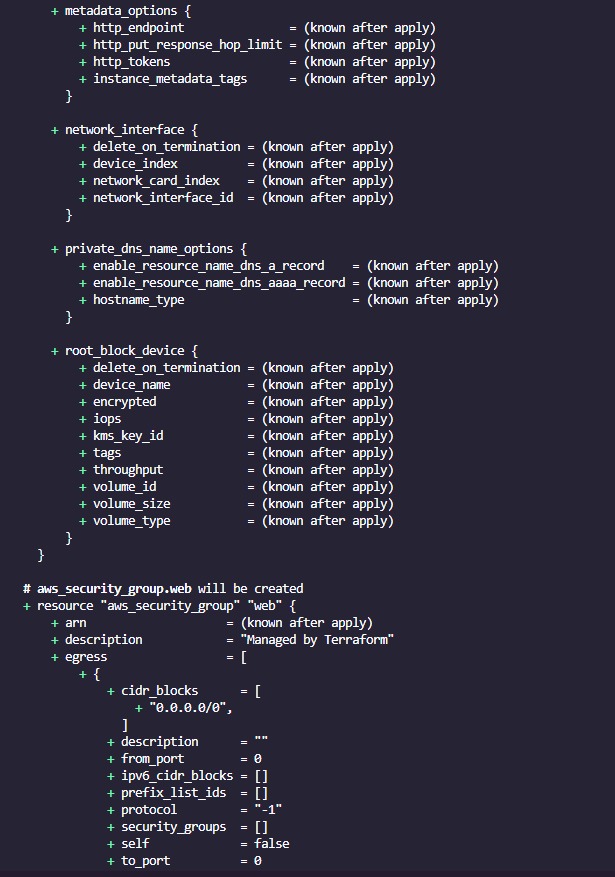 + metadata_options {
+ http_endpoint = (known after apply)
+ http_put_response_hop_limit = (known after apply)
+ http_tokens = (known after apply)
+ instance_metadata_tags = (known after apply)
}
+ network_interface {
+ delete_on_termination = (known after apply)
+ device_index = (known after apply)
+ network_card_index = (known after apply)
+ network_interface_id = (known after apply)
}
+ private_dns_name_options {
+ enable_resource_name_dns_a_record = (known after apply)
+ enable_resource_name_dns_aaaa_record = (known after apply)
+ hostname_type = (known after apply)
}
+ root_block_device {
+ delete_on_termination = (known after apply)
+ device_name = (known after apply)
+ encrypted = (known after apply)
+ iops = (known after apply)
+ kms_key_id = (known after apply)
+ tags = (known after apply)
+ throughput = (known after apply)
+ volume_id = (known after apply)
+ volume_size = (known after apply)
+ volume_type = (known after apply)
}
}
# aws_security_group.web will be created
+ resource "aws_security_group" "web" {
+ arn = (known after apply)
+ description = "Managed by Terraform"
+ egress = [
+ {
+ cidr_blocks = [
+ "0.0.0.0/0",
]
+ description = ""
+ from_port = 0
+ ipv6_cidr_blocks = []
+ prefix_list_ids = []
+ protocol = "-1"
+ security_groups = []
+ self = false
+ to_port = 0